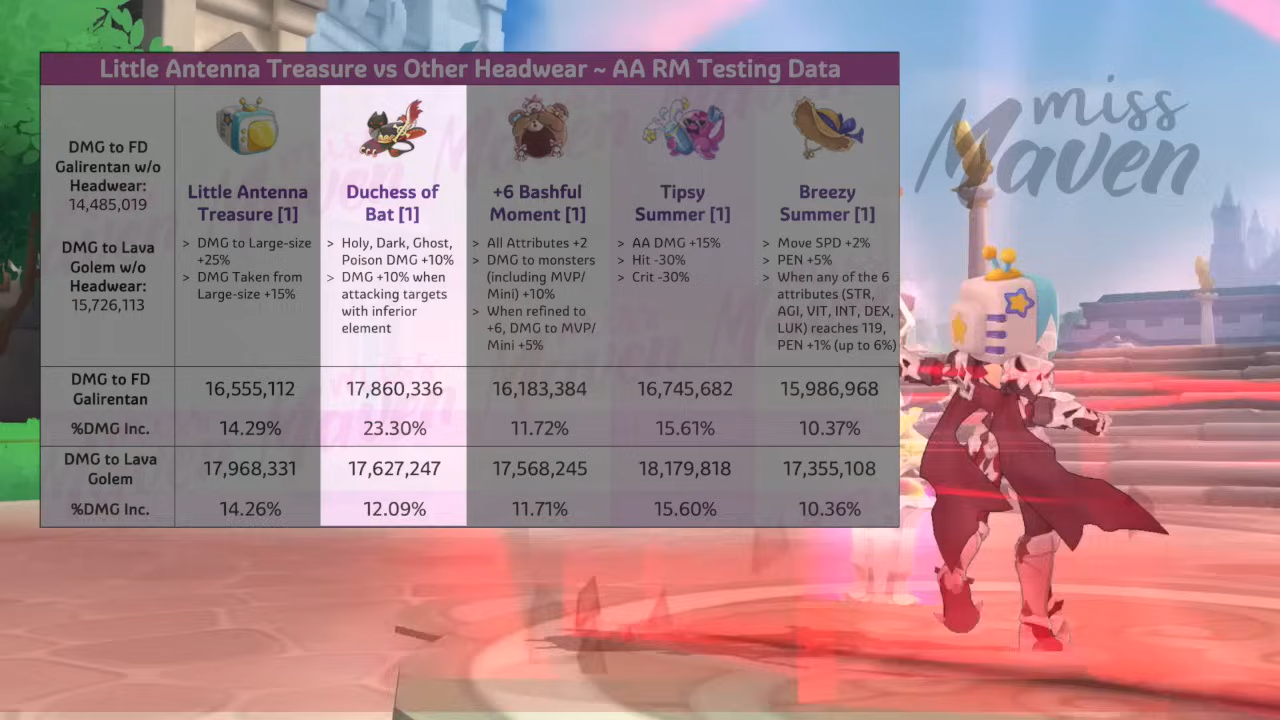 Little Antenna Treasure vs Other Headwear ~ AA RM Testing Data
miss
Maven
DMG to FD
Galirentan w/o
Headwear:
14,485,019
DMG to Lava
Golem w/o
Headwear:
15,726,113
Little Antenna
Treasure [1]
> DMG to Large-size
+25%
> DMG Taken from
Large-size +15%
Duchess of
Bat [1]
> Holy, Dark, Ghost,
Poison DMG +10%
> DMG +10% when
attacking targets
with inferior
element
+6 Bashful
Moment [1]
> All Attributes +2
> DMG to monsters
(including MVP/
Mini) +10%
> When refined to
+6, DMG to MVP/
Mini +5%
Tipsy
Summer [1]
> AA DMG +15%
> Hit -30%
> Crit -30%
Breezy
Summer [1]
> Move SPD +2%
> PEN +5%
> When any of the 6
attributes (STR,
AGI, VIT, INT, DEX,
LUK) reaches 119,
PEN +1% (up to 6%)
DMG to FD
Galirentan
16,555,112 17,860,336 16,183,384 16,745,682 15,986,968
%DMG Inc. 14.29% 23.30% 11.72% 15.61% 10.37%
DMG to Lava
Golem
17,968,331 17,627,247 17,568,245 18,179,818 17,355,108
%DMG Inc. 14.26% 12.09% 11.71% 15.60% 10.36%